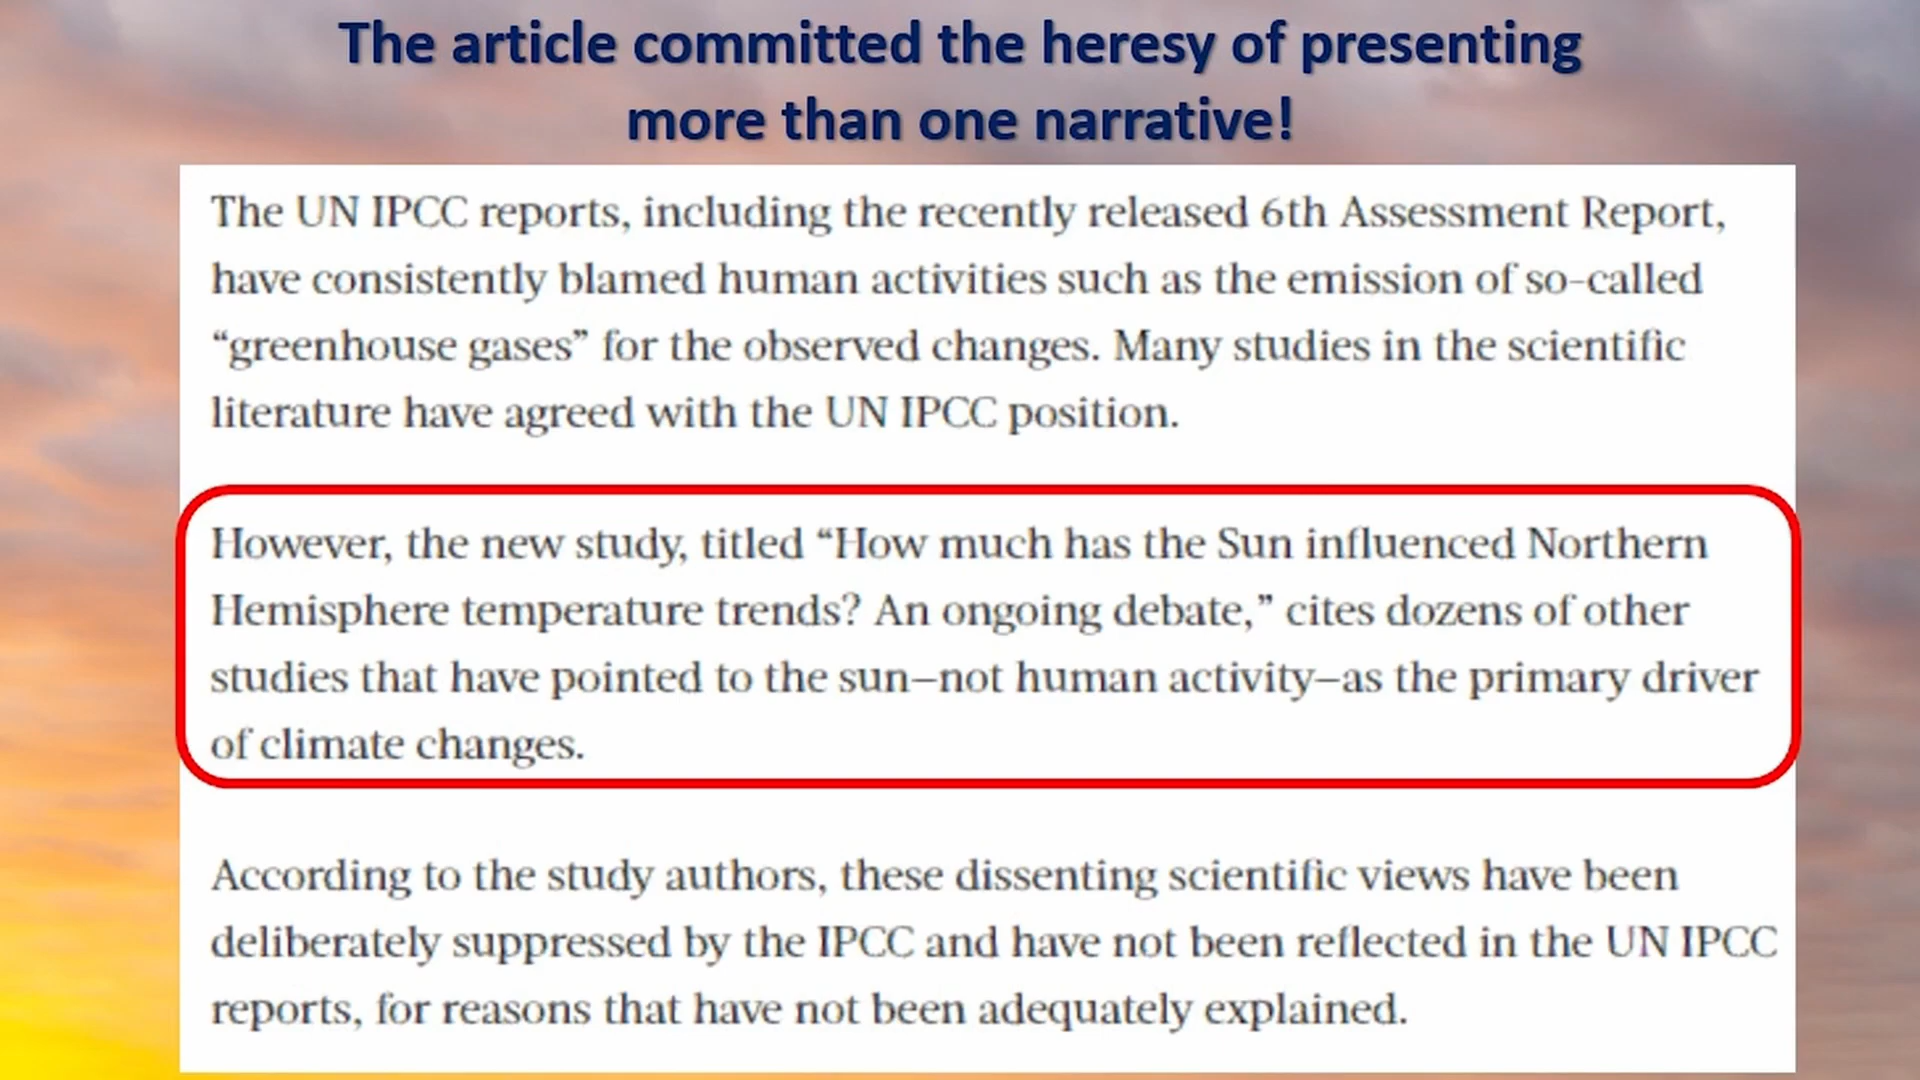 The article committed the heresy of presenting
more than one narrative!
The UN IPCC reports, including the recently released 6th Assessment Report,
have consistently blamed human activities such as the emission of so-called
“greenhouse gases” for the observed changes. Many studies in the scientific
literature have agreed with the UN IPCC position.
However, the new study, titled “How much has the Sun influenced Northern
Hemisphere temperature trends? An ongoing debate,” cites dozens of other
studies that have pointed to the sun—not human activity—as the primary driver
of climate changes.
According to the study authors, these dissenting scientific views have been
deliberately suppressed by the IPCC and have not been reflected in the UN IPCC
reports, for reasons that have not been adequately explained.